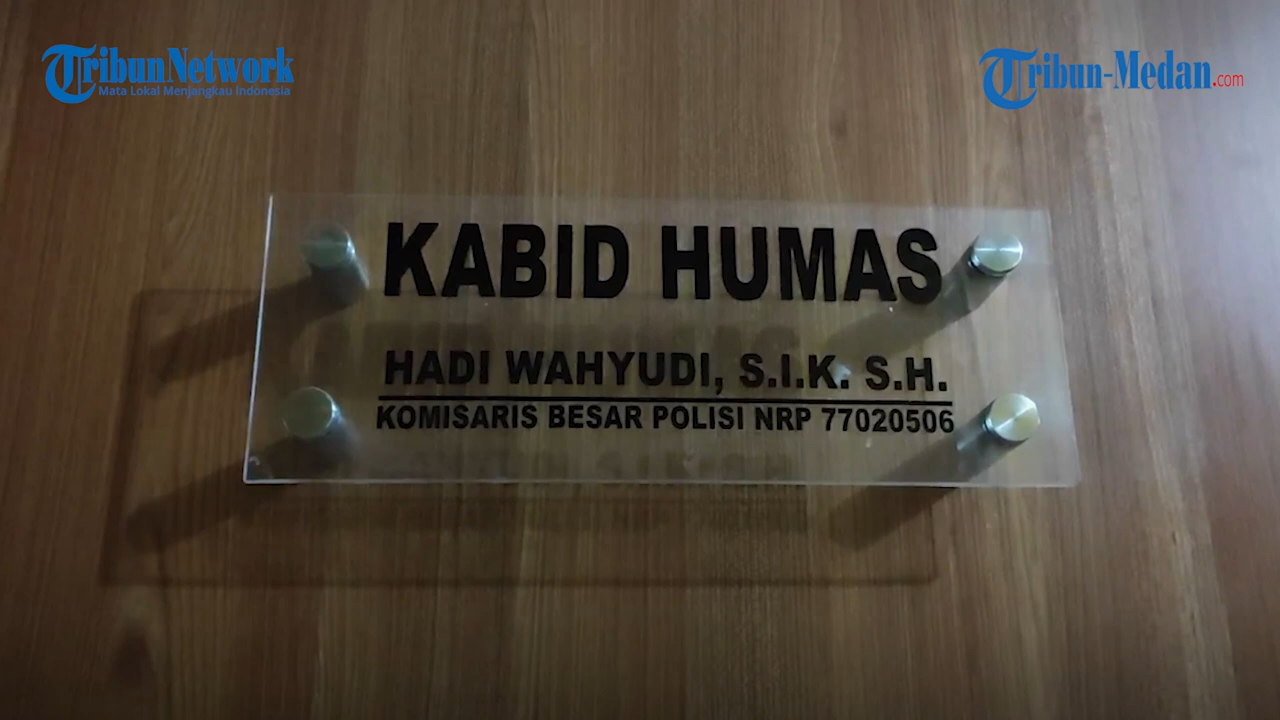 TribunNetwork
Mata Lokal Menjangkau Indonesia
Tribun-Medan.com
KABID HUMAS
HADI WAHYUDI, S.I.K. S.H.
KOMISARIS BESAR POLISI NRP 77020506